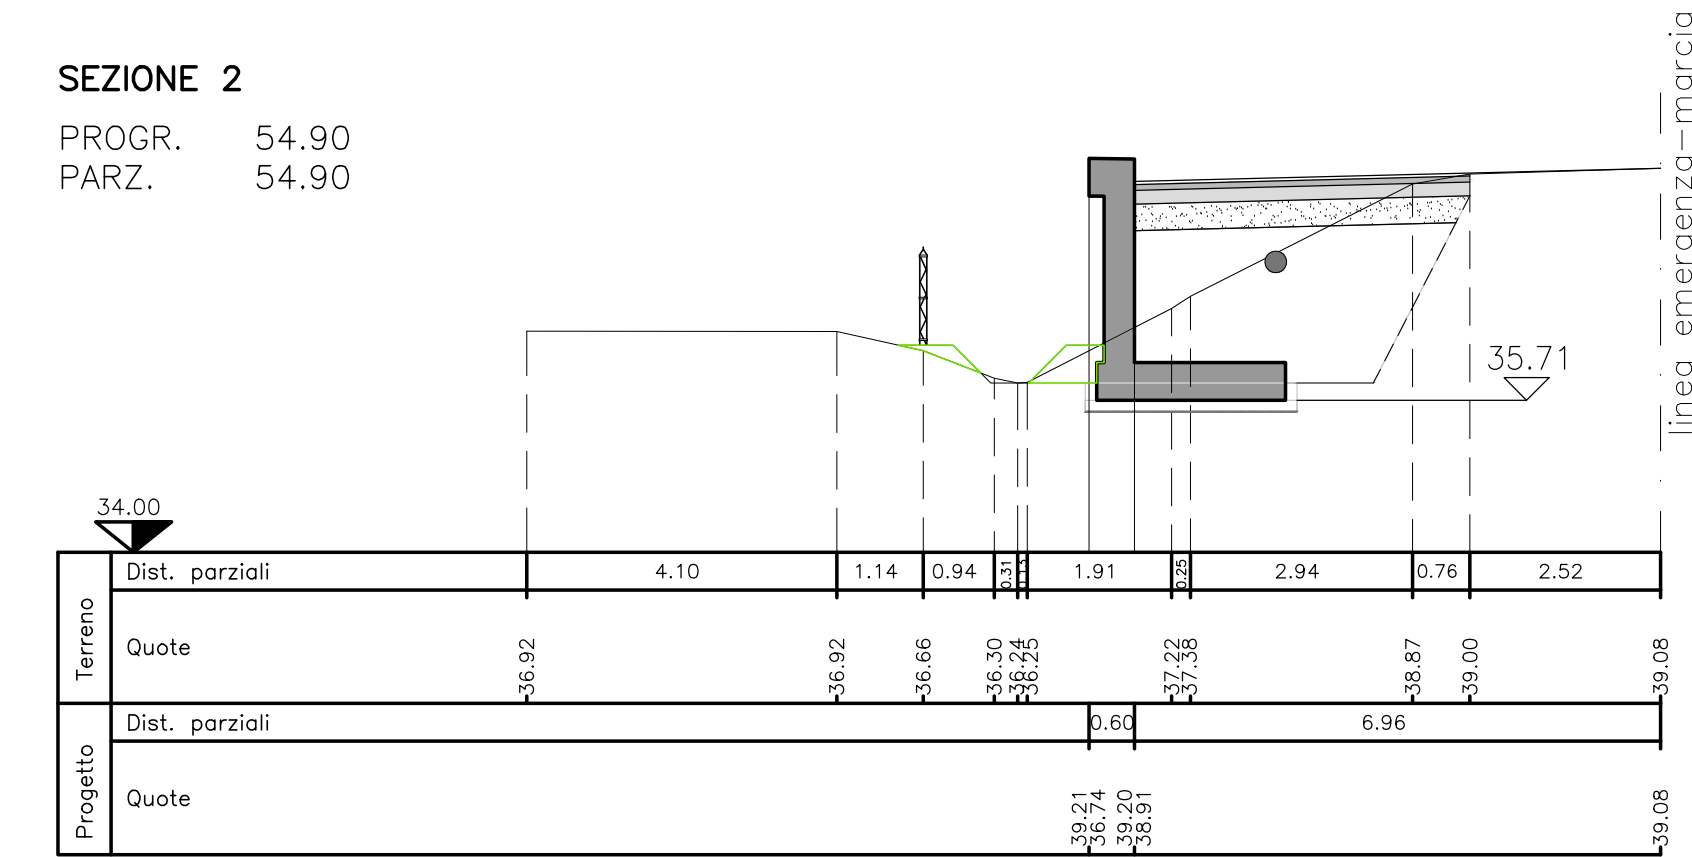 SEZIONE 2
PROGR. 54.90
PARZ. 54.90
linea emergenza-marcia
35.71
34.00
Terreno
Dist. parziali 4.10 1.14 0.94 0.31 0.13 1.91 0.25 2.94 0.76 2.52
Quote 36.92 36.92 36.66 36.30 36.24 36.25 37.22 37.38 38.87 39.00 39.08
Progetto
Dist. parziali 0.60 6.96
Quote 39.21 36.74 39.20 38.91 39.08